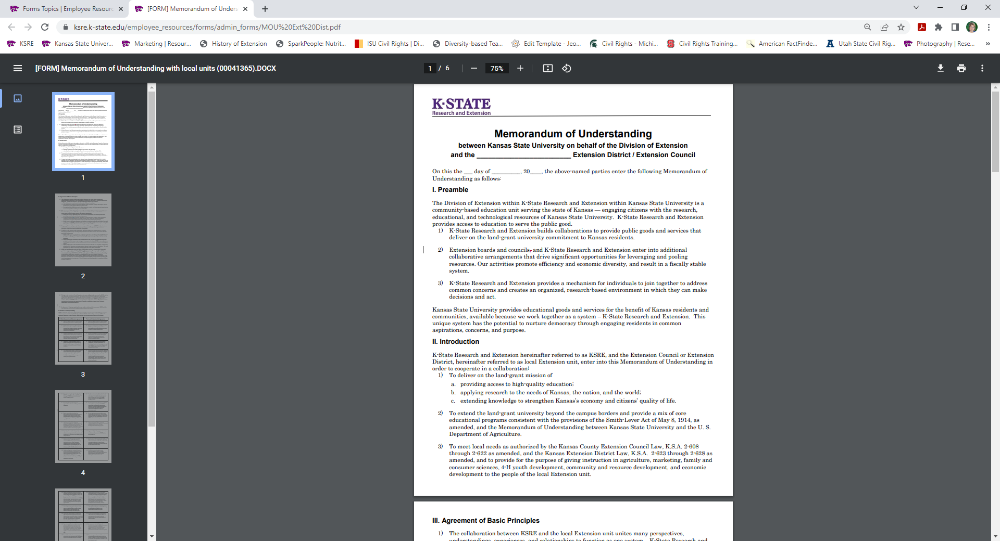 Forms Topics | Employee Resourc
[FORM] Memorandum of Unders
ksre.k-state.edu/employee_resources/forms/admin_forms/MOU%20Ext%20Dist.pdf
KSRE
Kansas State Univer...
Marketing | Resour...
History of Extension
SparkPeople: Nutrit...
ISU Civil Rights | Di...
Diversity-based Tea...
Edit Template - Jeo...
Civil Rights - Michi...
Civil Rights Training...
American FactFinde...
Utah State Civil Rig...
Photography | Rese...
»
[FORM] Memorandum of Understanding with local units (00041365).DOCX
1 / 6
75%
K-STATE
Memorandum of Understanding
1
2
3
4
K·STATE
Research and Extension
Memorandum of Understanding
between Kansas State University on behalf of the Division of Extension
and the _________________________ Extension District / Extension Council
On this the ___ day of __________, 20____, the above-named parties enter the following Memorandum of
Understanding as follows:
I. Preamble
The Division of Extension within K-State Research and Extension within Kansas State University is a
community-based education unit serving the state of Kansas — engaging citizens with the research,
educational, and technological resources of Kansas State University.  K-State Research and Extension
provides access to education to serve the public good.
1) K-State Research and Extension builds collaborations to provide public goods and services that
deliver on the land-grant university commitment to Kansas residents.
2) Extension boards and councils, and K-State Research and Extension enter into additional
collaborative arrangements that drive significant opportunities for leveraging and pooling
resources. Our activities promote efficiency and economic diversity, and result in a fiscally stable
system.
3) K-State Research and Extension provides a mechanism for individuals to join together to address
common concerns and creates an organized, research-based environment in which they can make
decisions and act.
Kansas State University provides educational goods and services for the benefit of Kansas residents and
communities, available because we work together as a system – K-State Research and Extension.  This
unique system has the potential to nurture democracy through engaging residents in common
aspirations, concerns, and purpose.
II. Introduction
K-State Research and Extension hereinafter referred to as KSRE, and the Extension Council or Extension
District, hereinafter referred to as local Extension unit, enter into this Memorandum of Understanding in
order to cooperate in a collaboration:
1) To deliver on the land-grant mission of
a. providing access to high-quality education;
b. applying research to the needs of Kansas, the nation, and the world;
c. extending knowledge to strengthen Kansas's economy and citizens' quality of life.
2) To extend the land-grant university beyond the campus borders and provide a mix of core
educational programs consistent with the provisions of the Smith-Lever Act of May 8, 1914, as
amended, and the Memorandum of Understanding between Kansas State University and the U. S.
Department of Agriculture.
3) To meet local needs as authorized by the Kansas County Extension Council Law, K.S.A. 2-608
through 2-622 as amended, and the Kansas Extension District Law, K.S.A.  2-623 through 2-628 as
amended, and to provide for the purpose of giving instruction in agriculture, marketing, family and
consumer sciences, 4-H youth development, community and resource development, and economic
development to the people of the local Extension unit.
III. Agreement of Basic Principles
1) The collaboration between KSRE and the local Extension unit unites many perspectives,
understandings, experiences, and relationships to function as one system – K-State Research and